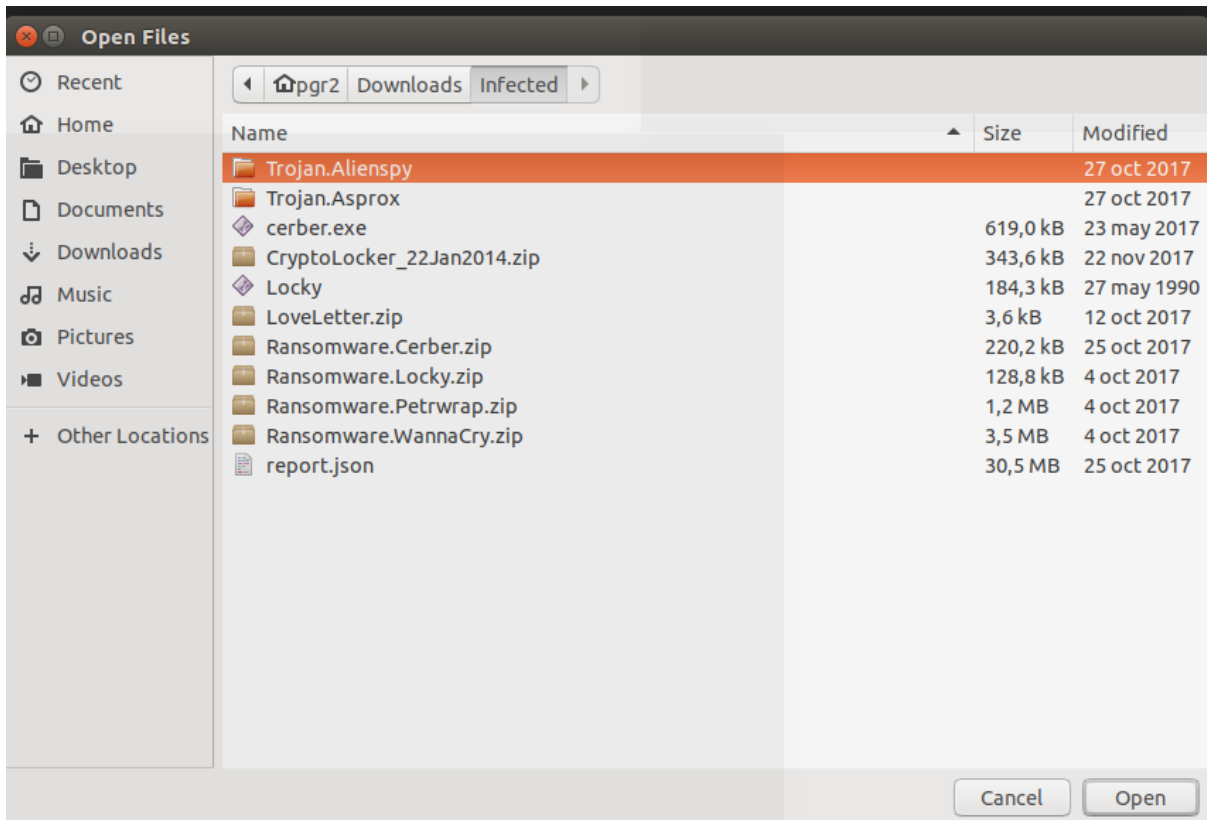 Open Files
Recent
Home
Desktop
Documents
Downloads
Music
Pictures
Videos
Other Locations
pgr2 Downloads Infected
Name Size Modified
Trojan.Alienspy 27 oct 2017
Trojan.Asprox 27 oct 2017
cerber.exe 619,0 kB 23 may 2017
CryptoLocker_22Jan2014.zip 343,6 kB 22 nov 2017
Locky 184,3 kB 27 may 1990
LoveLetter.zip 3,6 kB 12 oct 2017
Ransomware.Cerber.zip 220,2 kB 25 oct 2017
Ransomware.Locky.zip 128,8 kB 4 oct 2017
Ransomware.Petrwrap.zip 1,2 MB 4 oct 2017
Ransomware.WannaCry.zip 3,5 MB 4 oct 2017
report.json 30,5 MB 25 oct 2017
Cancel Open